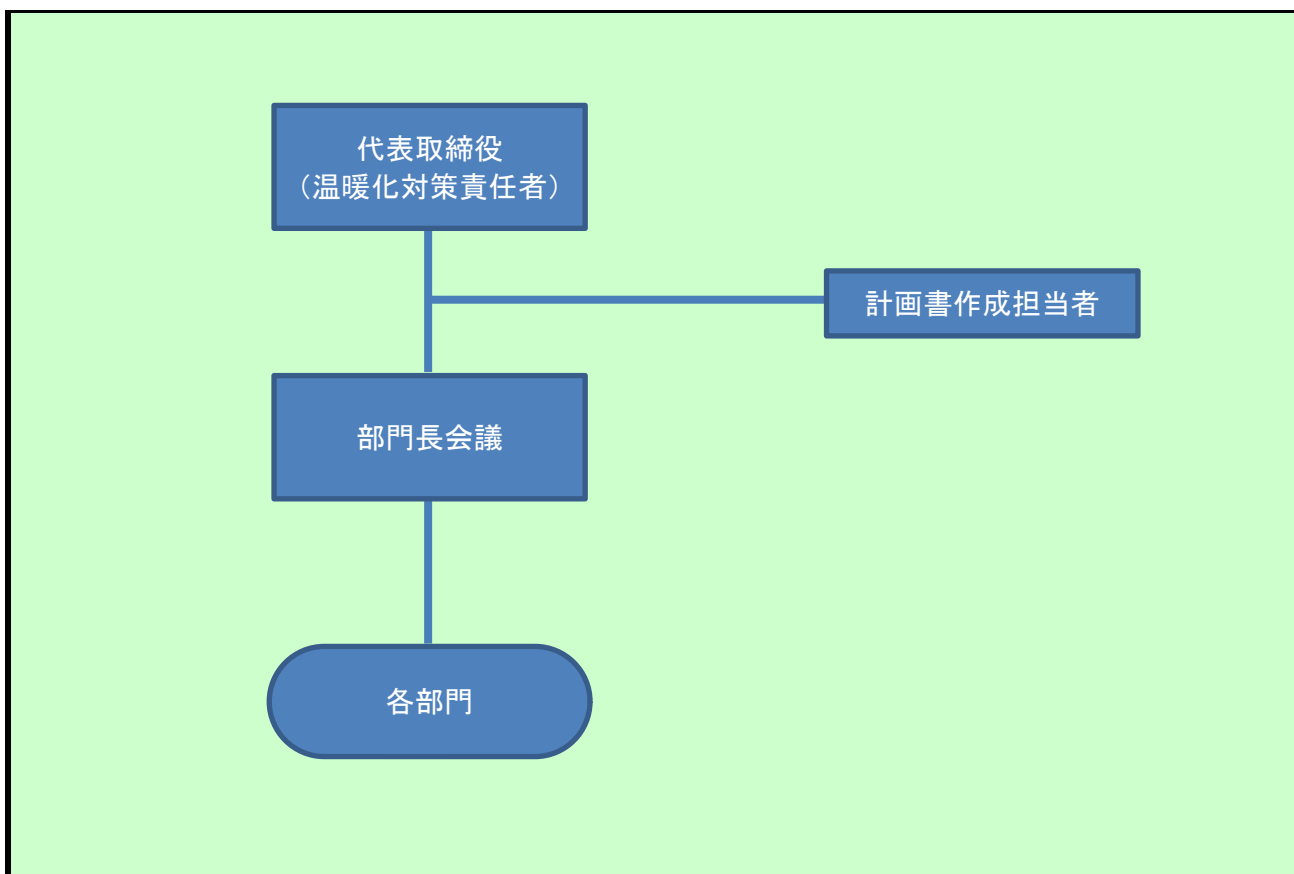 代表取締役
（温暖化対策責任者）
計画書作成担当者
部門長会議
各部門